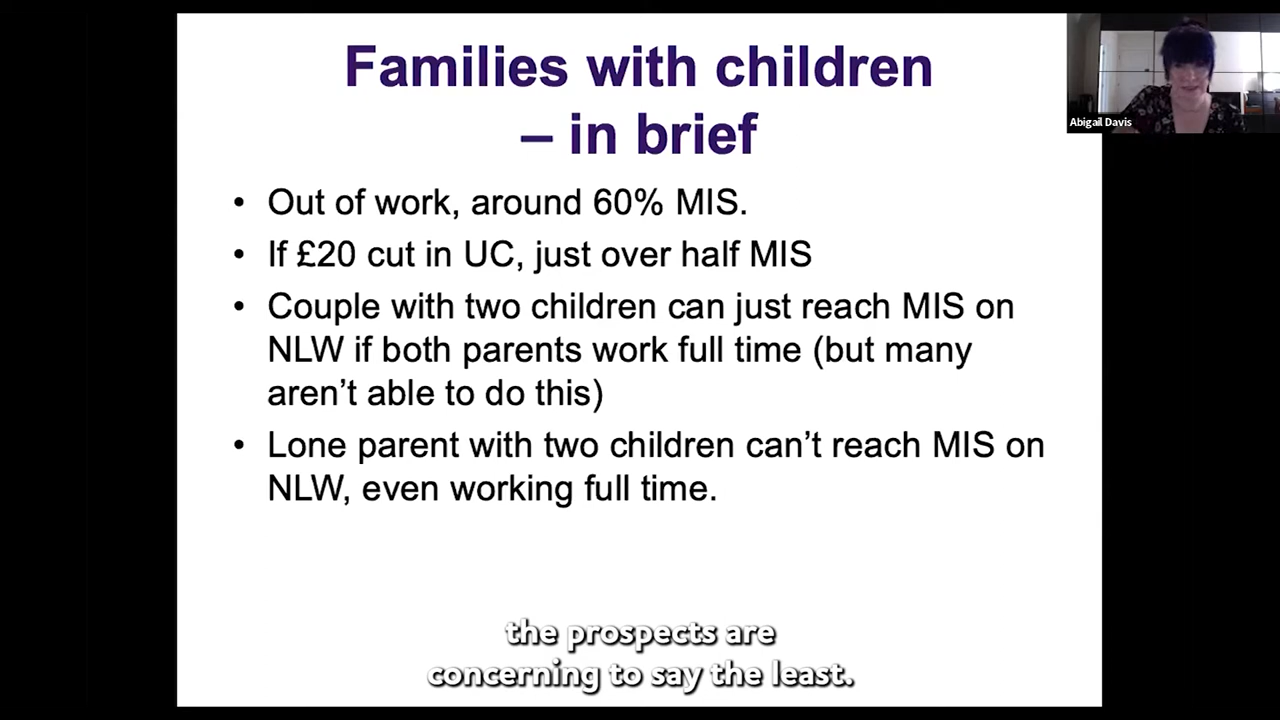 Families with children
– in brief
• Out of work, around 60% MIS.
• If £20 cut in UC, just over half MIS
• Couple with two children can just reach MIS on
NLW if both parents work full time (but many
aren’t able to do this)
• Lone parent with two children can’t reach MIS on
NLW, even working full time.
Abigail Davis
the prospects are
concerning to say the least.